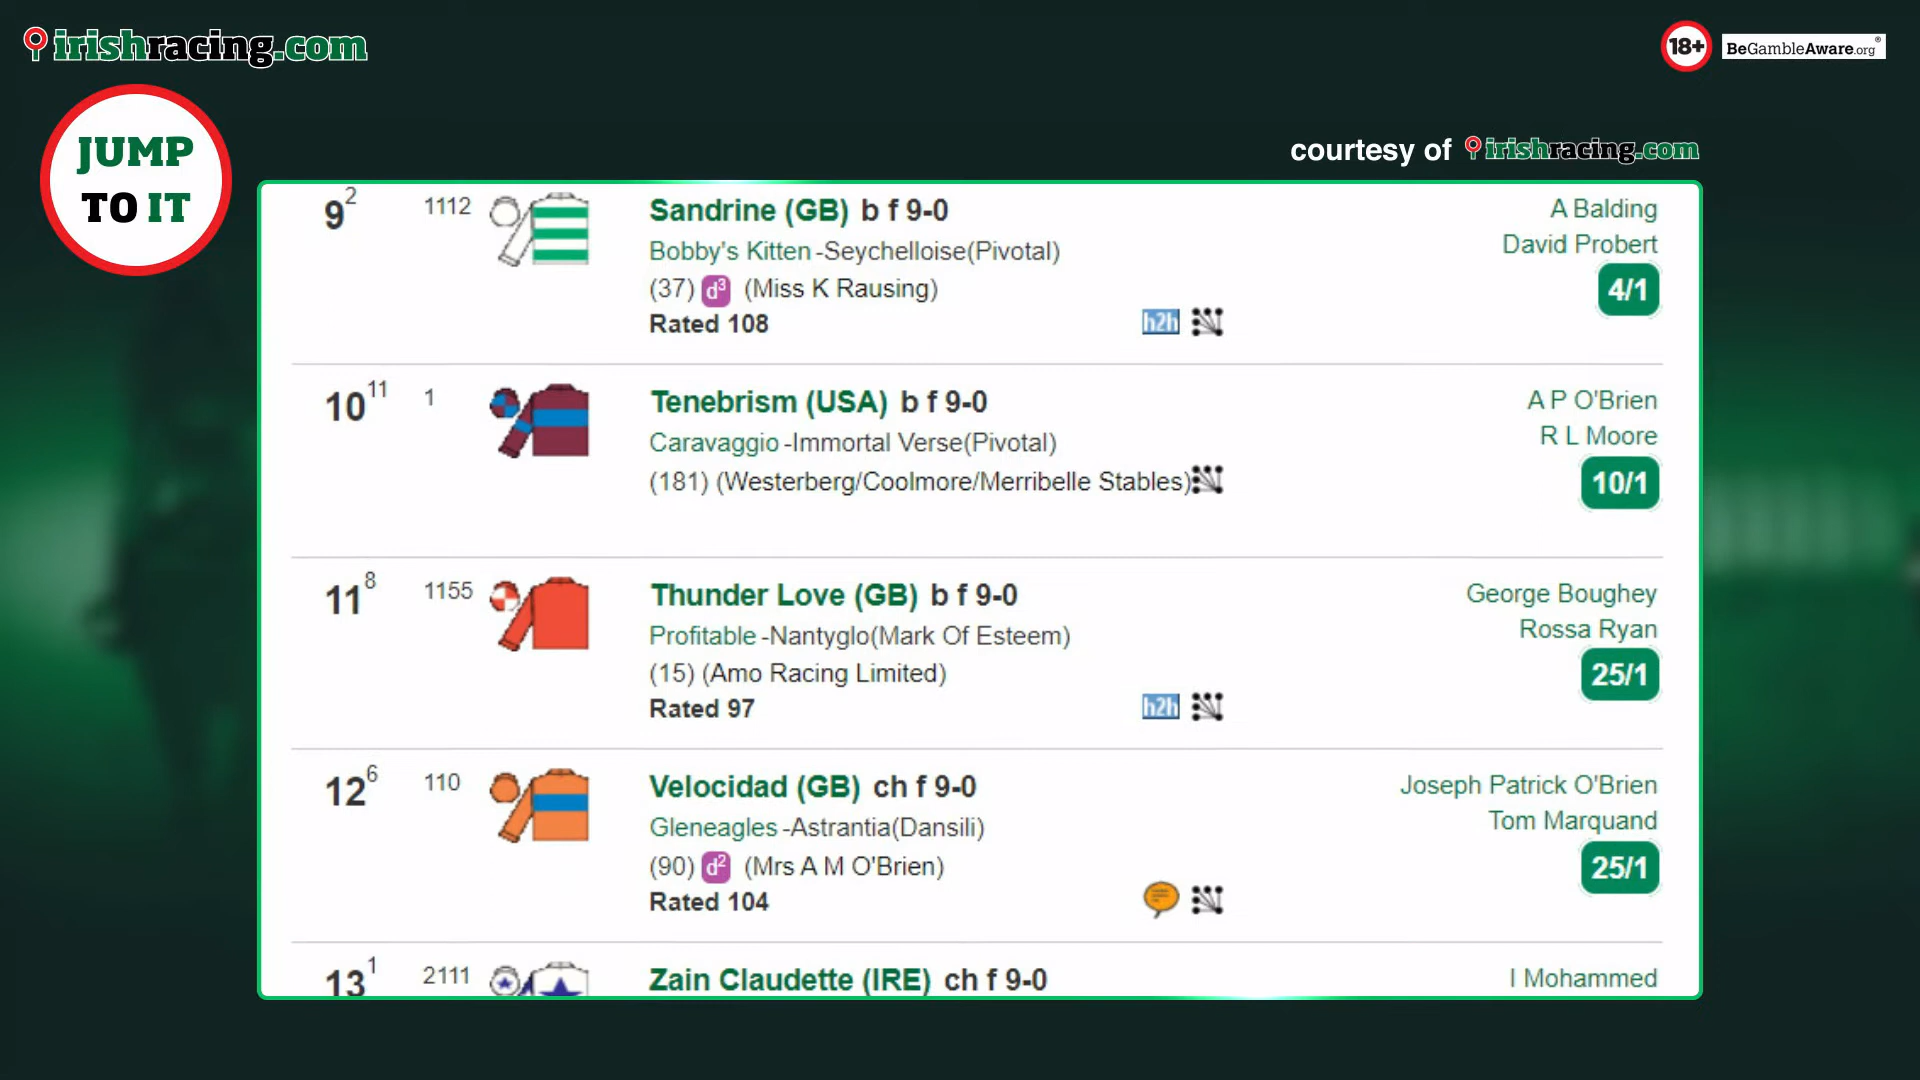 irishracing.com
18+ BeGambleAware.org®
JUMP
TO IT
courtesy of irishracing.com
9 2 1112 Sandrine (GB) b f 9-0 A Balding
Bobby's Kitten -Seychelloise(Pivotal) David Probert
(37) d3 (Miss K Rausing) 4/1
Rated 108 h2h
10 11 1 Tenebrism (USA) b f 9-0 A P O'Brien
Caravaggio -Immortal Verse(Pivotal) R L Moore
(181) (Westerberg/Coolmore/Merribelle Stables) 10/1
11 8 1155 Thunder Love (GB) b f 9-0 George Boughey
Profitable -Nantyglo(Mark Of Esteem) Rossa Ryan
(15) (Amo Racing Limited) 25/1
Rated 97 h2h
12 6 110 Velocidad (GB) ch f 9-0 Joseph Patrick O'Brien
Gleneagles -Astrantia(Dansili) Tom Marquand
(90) d2 (Mrs A M O'Brien) 25/1
Rated 104
13 1 2111 Zain Claudette (IRE) ch f 9-0 I Mohammed